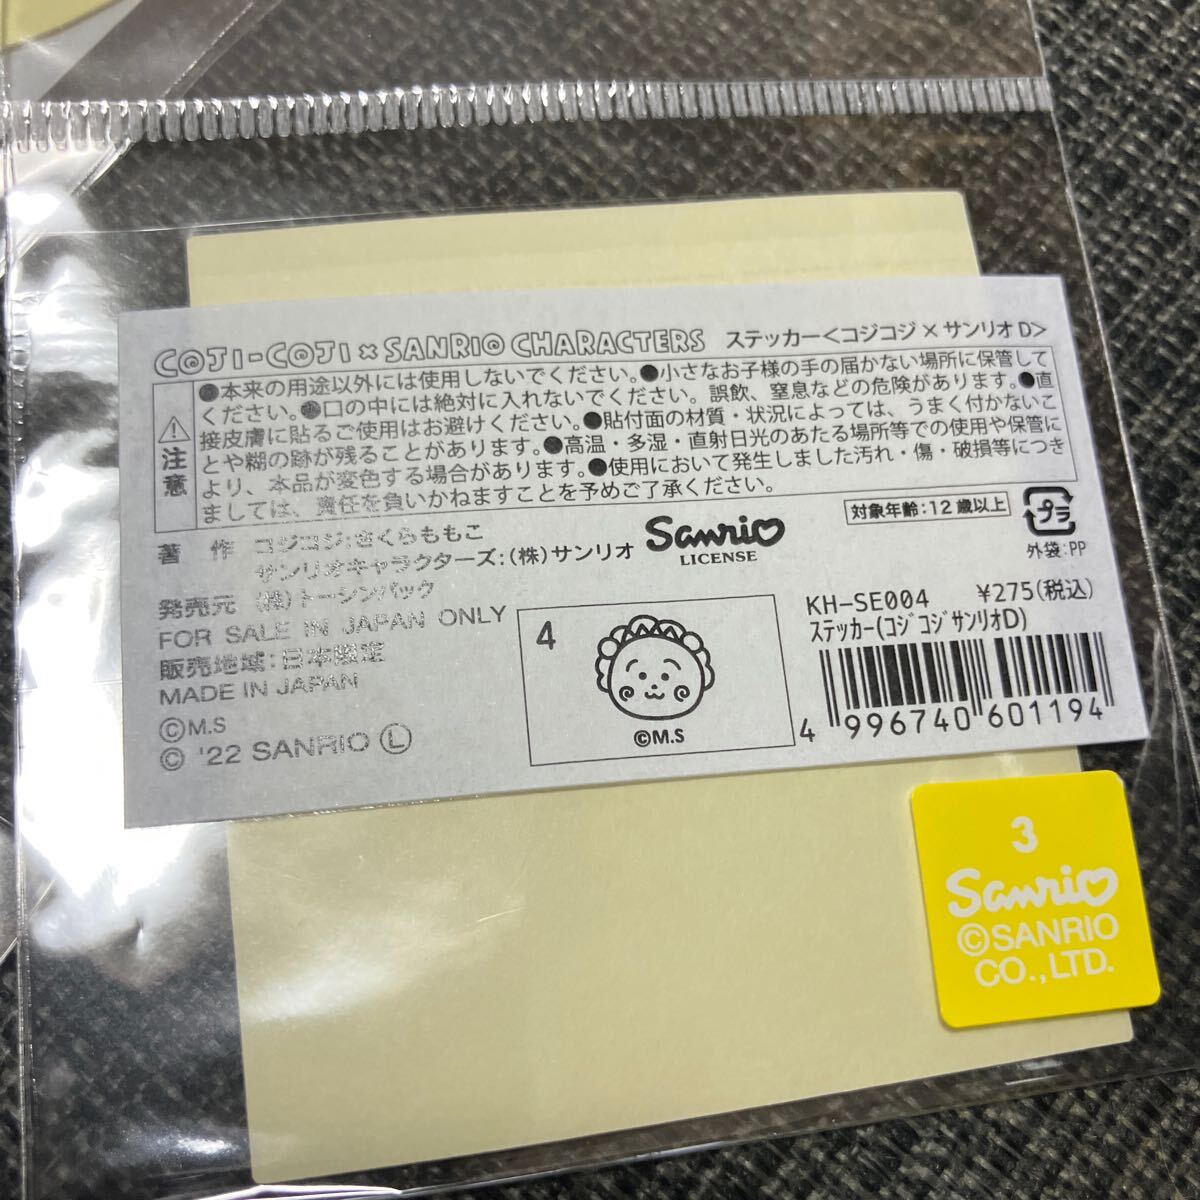 COJI-COJI × SANRIO CHARACTERS ステッカー<コジコジ×サンリオD>
●本来の用途以外には使用しないでください。●小さなお子様の手の届かない場所に保管して
ください。●口の中には絶対に入れないでください。誤飲、窒息などの危険があります。●直
接皮膚に貼るご使用はお避けください。●貼付面の材質・状況によっては、うまく付かないこ
とや糊の跡が残ることがあります。●高温・多湿・直射日光のあたる場所等での使用や保管に
より、本品が変色する場合があります。●使用において発生しました汚れ・傷・破損等につき
ましては、責任を負いかねますことを予めご了承ください。
注意
著作 コジコジ:さくらももこ
サンリオキャラクターズ:(株)サンリオ
Sanrio
LICENSE
対象年齢:12歳以上
プラ
外袋:PP
発売元 (株)トーシンパック
FOR SALE IN JAPAN ONLY
販売地域:日本限定
MADE IN JAPAN
©M.S
© '22 SANRIO Ⓛ
4
©M.S
KH-SE004 ¥275(税込)
ステッカー(コジコジサンリオD)
4 996740 601194
3
Sanrio
©SANRIO
CO.,LTD.